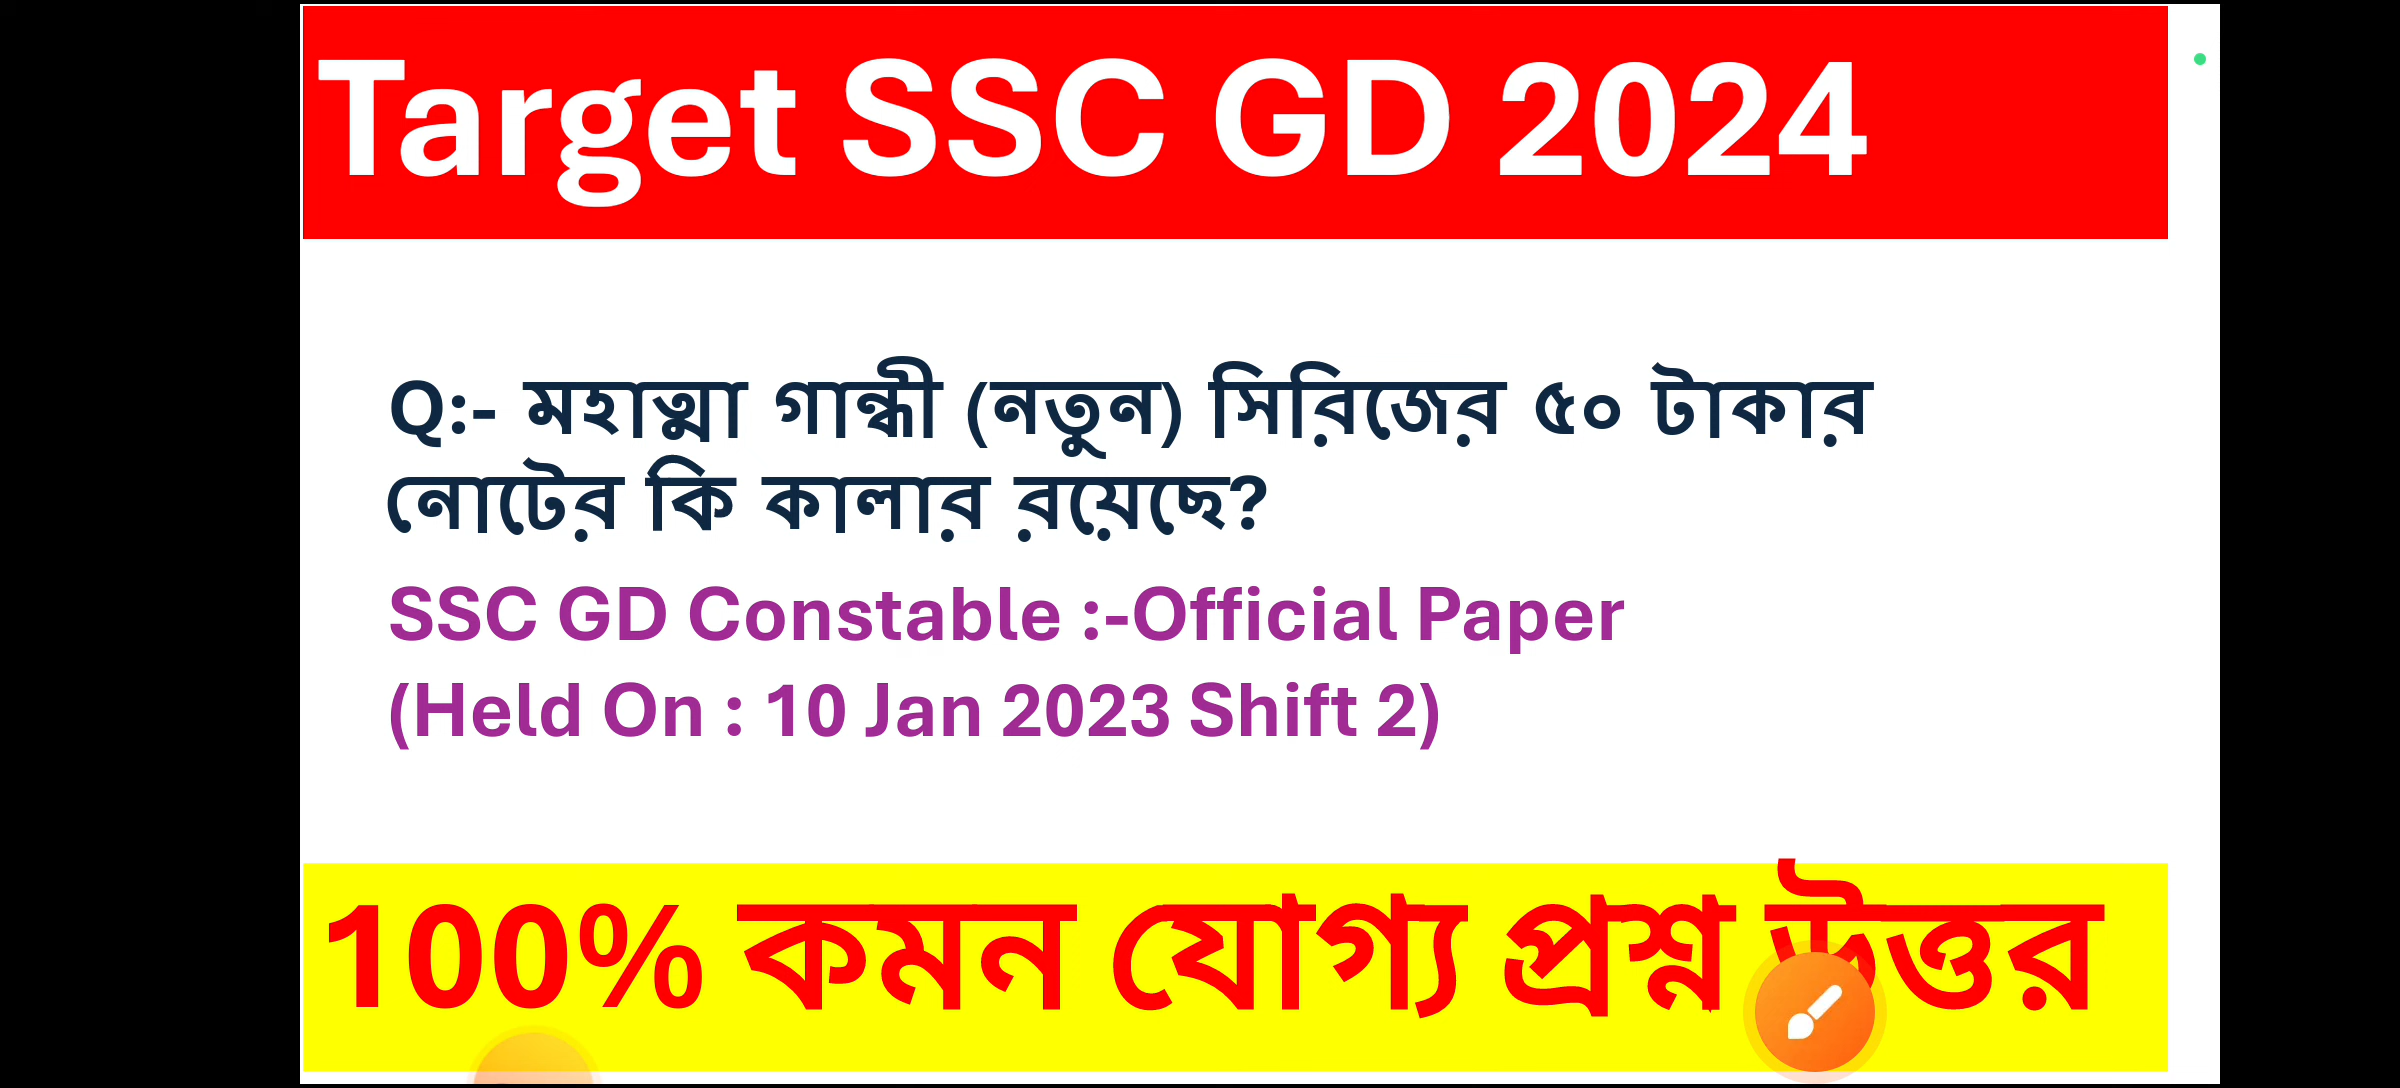 Target SSC GD 2024
Q:- মহাত্মা গান্ধী (নতুন) সিরিজের ৫০ টাকার
নোটের কি কালার রয়েছে?
SSC GD Constable :-Official Paper
(Held On : 10 Jan 2023 Shift 2)
100% কমন যোগ্য প্রশ্ন উত্তর